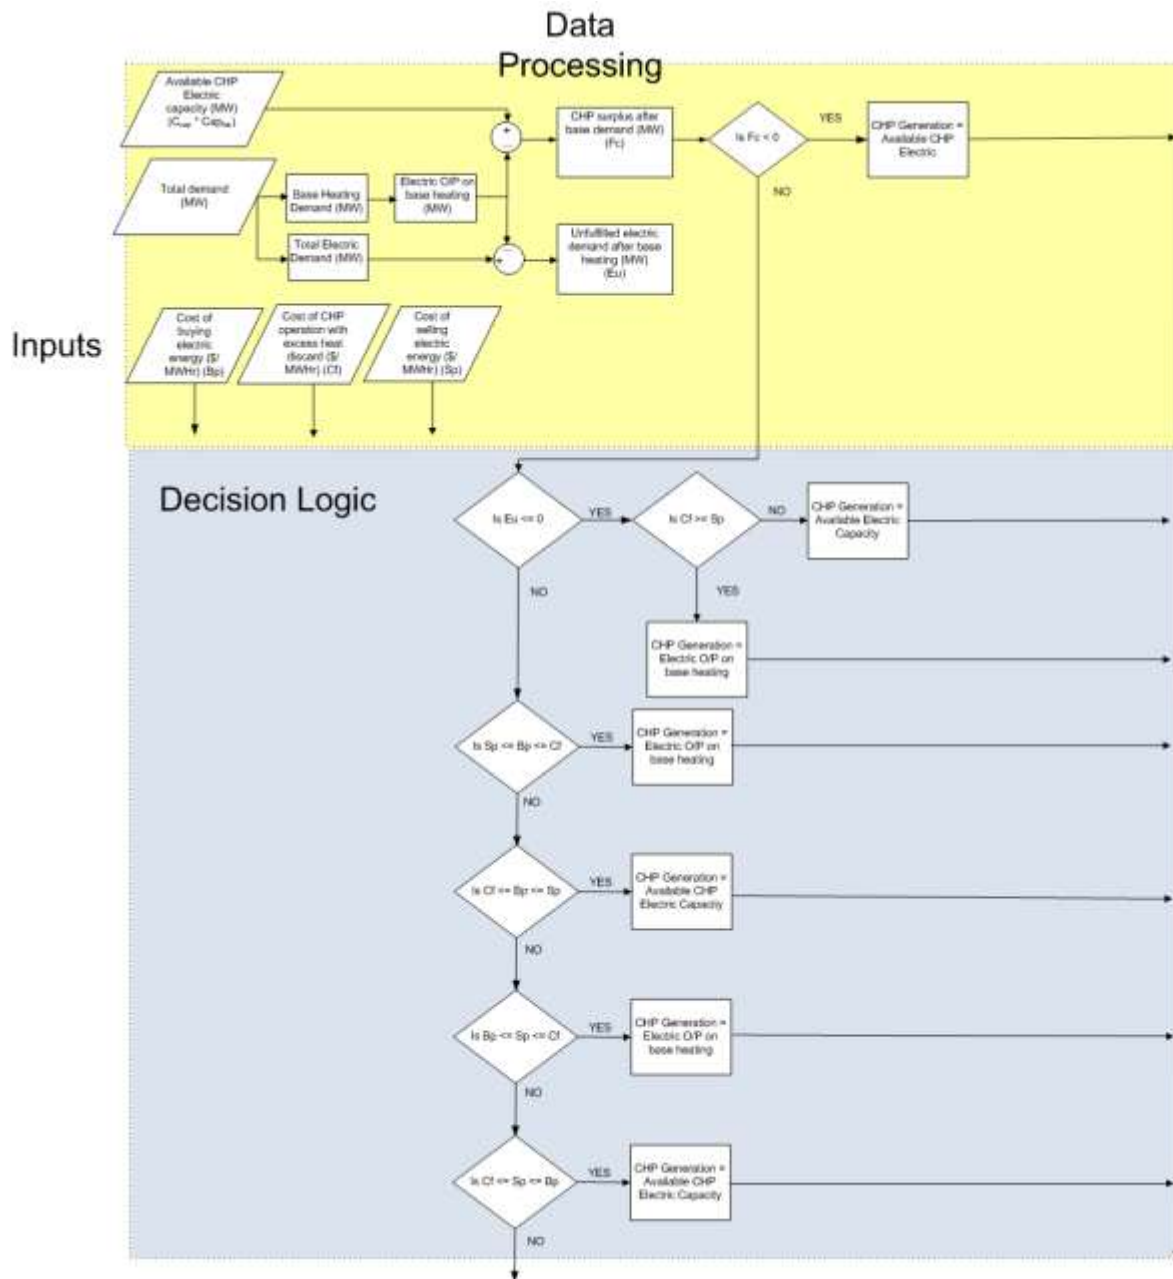 Data
Processing
Available CHP
Electric
capacity (MW)
Total demand
(MW)
Base Heating
Demand (MW)
Electric O/P on
base heating
(MW)
Total Electric
Demand (MW)
+
-
+
-
CHP surplus after
base demand (MW)
(Fc)
Is Fc < 0
YES
CHP Generation =
Available CHP
Electric
NO
Unfulfilled electric
demand after base
heating (MW)
(Eu)
Inputs
Cost of
buying
electric
energy ($/
MWHr) (Bp)
Cost of CHP
operation with
excess heat
discard ($/
MWHr) (Cf)
Cost of
selling
electric
energy ($/
MWHr) (Sp)
Decision Logic
Is Eu <= 0
YES
Is Cf >= Sp
NO
CHP Generation =
Available Electric
Capacity
NO
YES
CHP Generation =
Electric O/P on
base heating
Is Sp <= Bp <= Cf
YES
CHP Generation =
Electric O/P on
base heating
NO
Is Cf <= Bp <= Sp
YES
CHP Generation =
Available CHP
Electric Capacity
NO
Is Bp <= Sp <= Cf
YES
CHP Generation =
Electric O/P on
base heating
NO
Is Cf <= Sp <= Bp
YES
CHP Generation =
Available CHP
Electric Capacity
NO